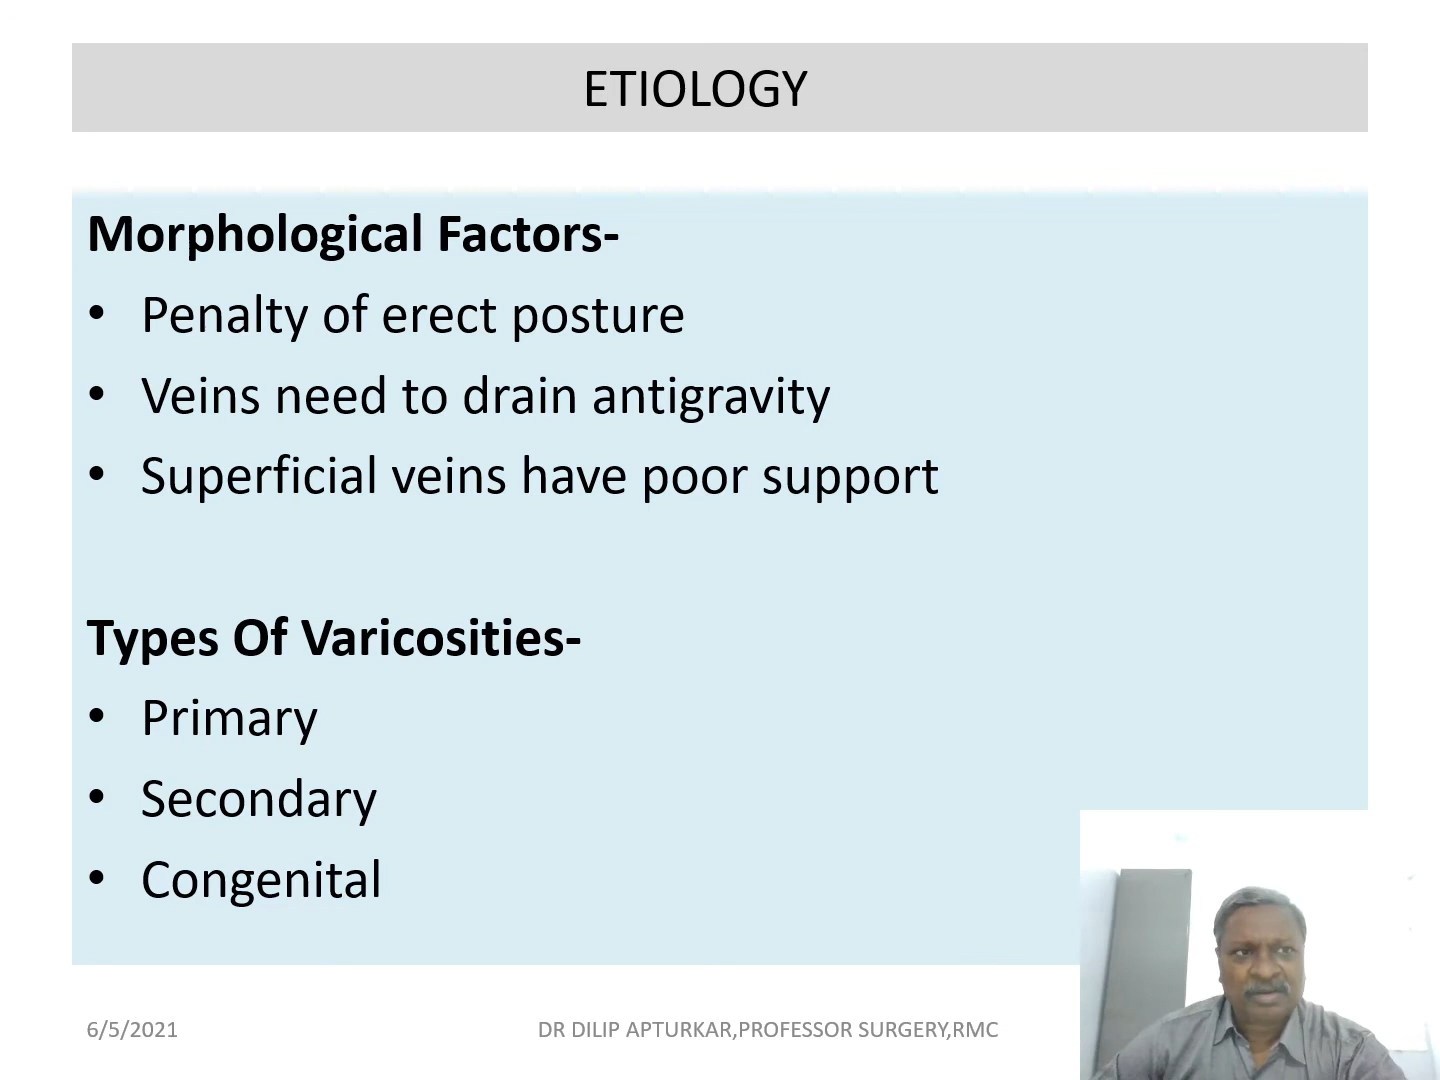 ETIOLOGY
Morphological Factors-
• Penalty of erect posture
• Veins need to drain antigravity
• Superficial veins have poor support
Types Of Varicosities-
• Primary
• Secondary
• Congenital
6/5/2021
DR DILIP APTURKAR,PROFESSOR SURGERY,RMC